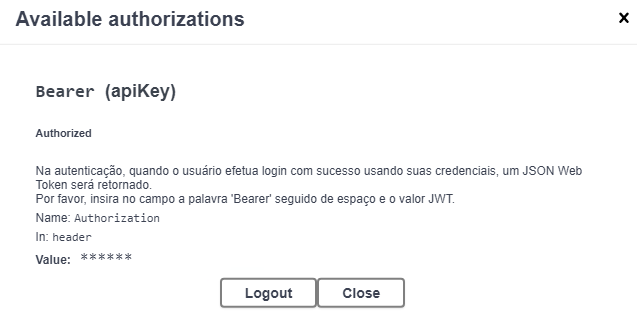 Available authorizations
Bearer (apiKey)
Authorized
Na autenticação, quando o usuário efetua login com sucesso usando suas credenciais, um JSON Web
Token será retornado.
Por favor, insira no campo a palavra 'Bearer' seguido de espaço e o valor JWT.
Name: Authorization
In: header
Value: ******
Logout Close